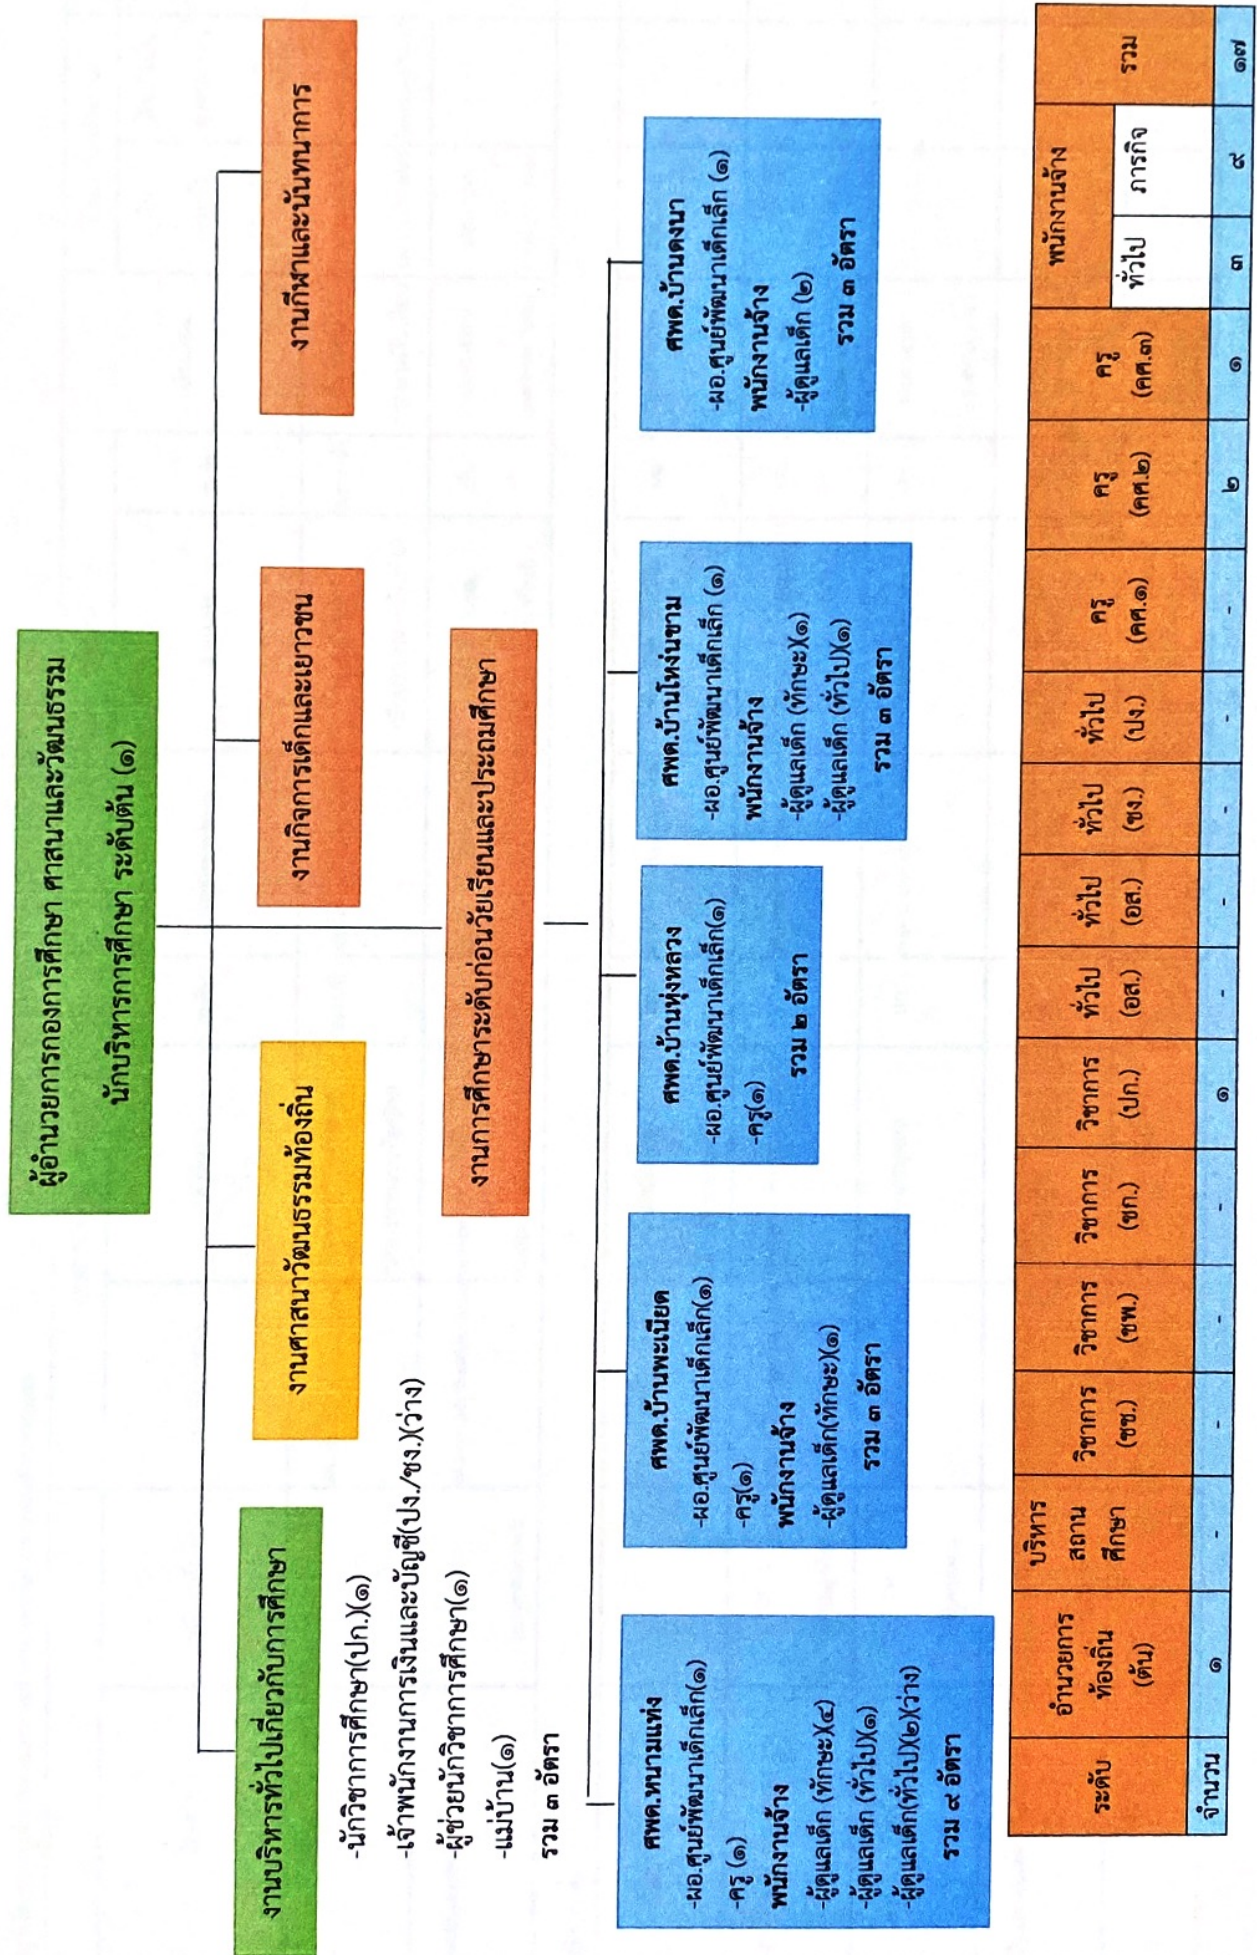 ผู้อำนวยการกองการศึกษา ศาสนาและวัฒนธรรม
นักบริหารการศึกษา ระดับต้น (๑)
งานบริหารทั่วไปเกี่ยวกับการศึกษา
งานศาสนาวัฒนธรรมท้องถิ่น
งานกิจการเด็กและเยาวชน
งานกีฬาและนันทนาการ
-นักวิชาการศึกษา(ปก.)(๑)
-เจ้าพนักงานการเงินและบัญชี(ปง./ชง.)(ว่าง)
-ผู้ช่วยนักวิชาการศึกษา(๑)
-แม่บ้าน(๑)
รวม ๓ อัตรา
งานการศึกษาระดับก่อนวัยเรียนและประถมศึกษา
ศพด.หนามแท่ง
-ผอ.ศูนย์พัฒนาเด็กเล็ก(๑)
-ครู (๑)
พนักงานจ้าง
-ผู้ดูแลเด็ก (ทักษะ)(๔)
-ผู้ดูแลเด็ก (ทั่วไป)(๑)
-ผู้ดูแลเด็ก(ทั่วไป)(๒)(ว่าง)
รวม ๙ อัตรา
ศพด.บ้านพะเนียด
-ผอ.ศูนย์พัฒนาเด็กเล็ก(๑)
-ครู(๑)
พนักงานจ้าง
-ผู้ดูแลเด็ก(ทักษะ)(๑)
รวม ๓ อัตรา
ศพด.บ้านทุ่งหลวง
-ผอ.ศูนย์พัฒนาเด็กเล็ก(๑)
-ครู(๑)
รวม ๒ อัตรา
ศพด.บ้านโหง่นขาม
-ผอ.ศูนย์พัฒนาเด็กเล็ก (๑)
พนักงานจ้าง
-ผู้ดูแลเด็ก (ทักษะ)(๑)
-ผู้ดูแลเด็ก (ทั่วไป)(๑)
รวม ๓ อัตรา
ศพด.บ้านดงนา
-ผอ.ศูนย์พัฒนาเด็กเล็ก (๑)
พนักงานจ้าง
-ผู้ดูแลเด็ก (๒)
รวม ๓ อัตรา
ระดับ อำนวยการท้องถิ่น (ต้น) บริหารสถานศึกษา วิชาการ (ชช.) วิชาการ (ชพ.) วิชาการ (ชก.) วิชาการ (ปก.) ทั่วไป (อส.) ทั่วไป (อส.) ทั่วไป (ชง.) ทั่วไป (ปง.) ครู (คศ.๑) ครู (คศ.๒) ครู (คศ.๓) พนักงานจ้าง รวม
ทั่วไป ภารกิจ
จำนวน ๑ - - - - ๑ - - - - - ๒ ๑ ๓ ๙ ๑๗